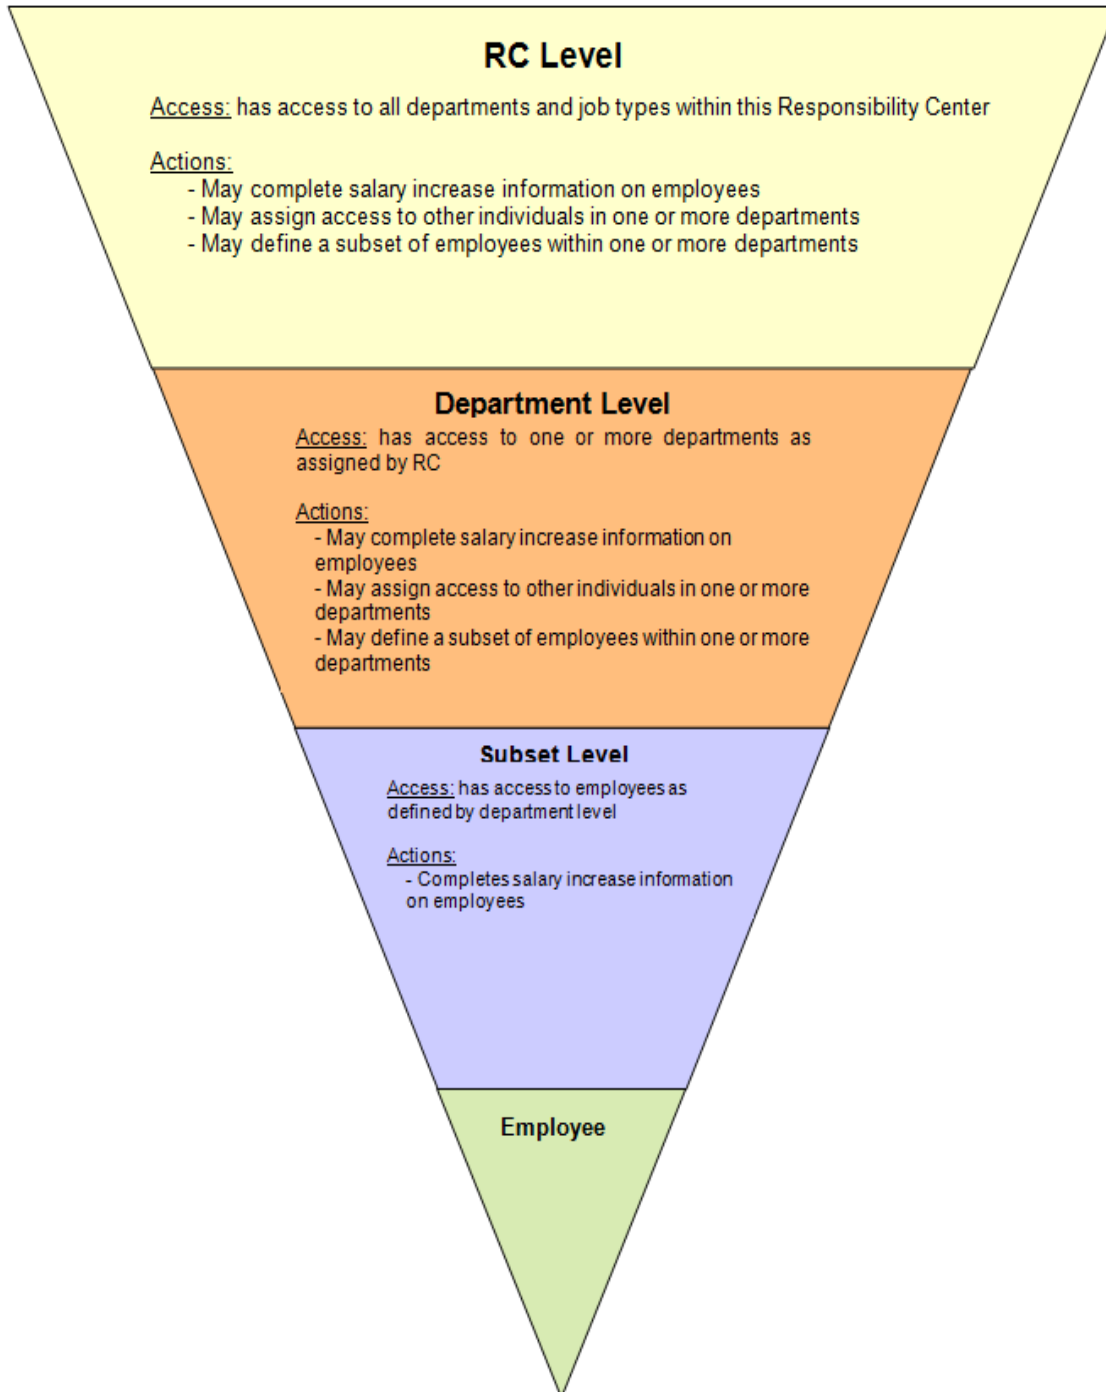 RC Level
Access: has access to all departments and job types within this Responsibility Center
Actions:
- May complete salary increase information on employees
- May assign access to other individuals in one or more departments
- May define a subset of employees within one or more departments
Department Level
Access: has access to one or more departments as
assigned by RC
Actions:
- May complete salary increase information on
employees
- May assign access to other individuals in one or more
departments
- May define a subset of employees within one or more
departments
Subset Level
Access: has access to employees as
defined by department level
Actions:
- Completes salary increase information
on employees
Employee